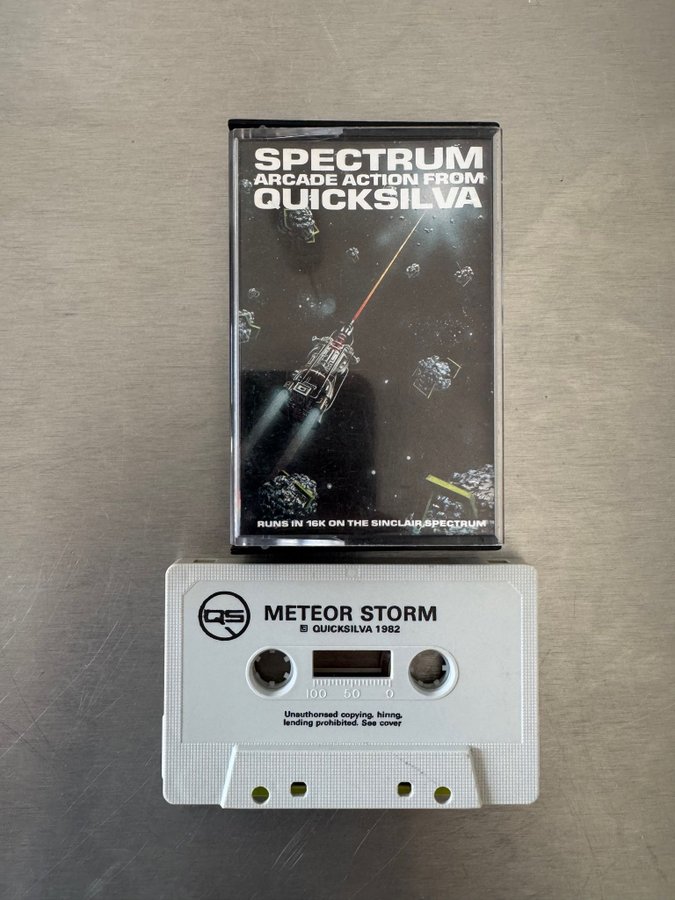 SPECTRUM
ARCADE ACTION FROM
QUICKSILVA
RUNS IN 16K ON THE SINCLAIR SPECTRUM
QS METEOR STORM
© QUICKSILVA 1982
100 50 0
Unauthorised copying, hiring,
lending prohibited. See cover